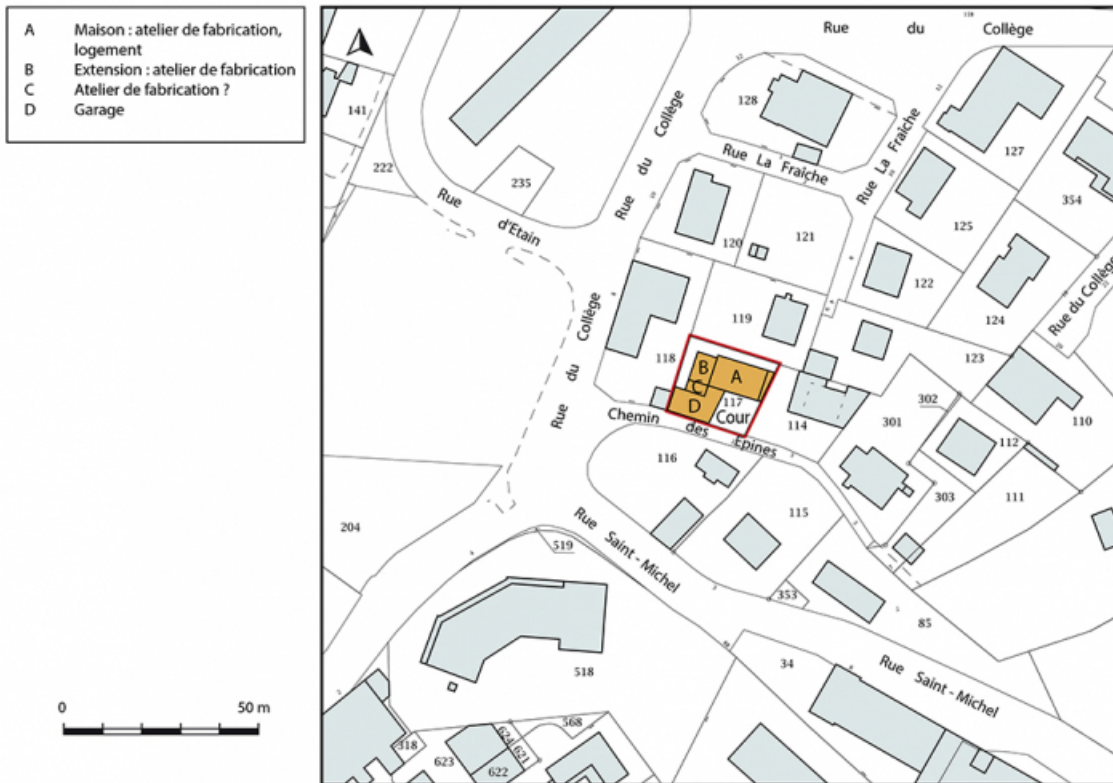 A Maison : atelier de fabrication,
logement
B Extension : atelier de fabrication
C Atelier de fabrication ?
D Garage
0 50 m
Rue du Collège
141
222
235
Rue d'Etain
Rue du Collège
128
Rue La Fraîche
Rue La Fraîche
127
354
125
120
121
122
124
Rue du Collège
Rue du Collège
119
118
123
B
A
C
D
117
Cour
114
Chemin des Epines
302
301
112
110
116
303
111
115
204
519
Rue Saint - Michel
353
85
518
34
Rue Saint - Michel
568
318
623
624
621
622